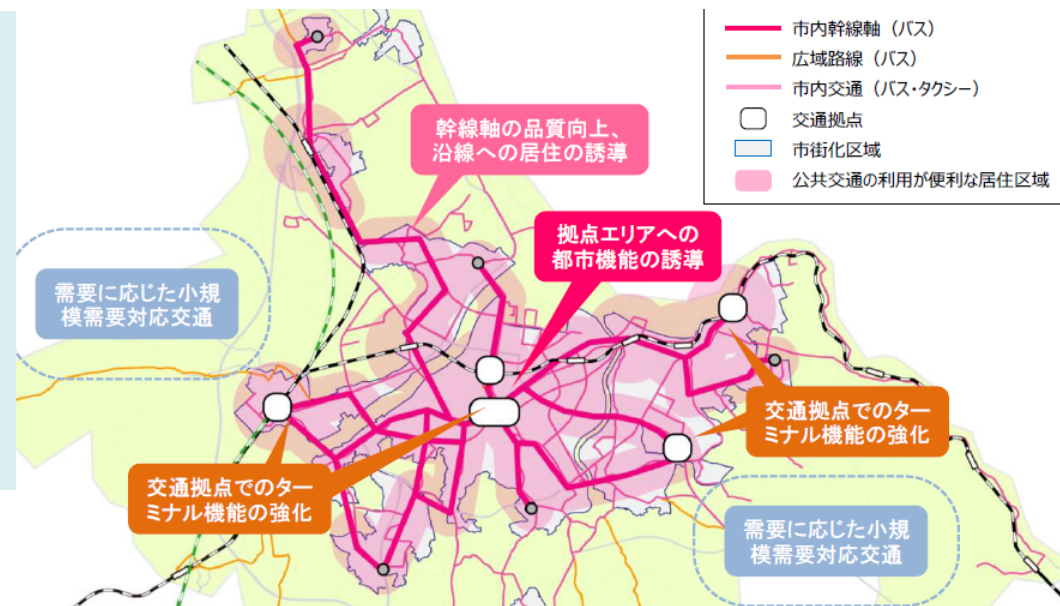 市内幹線軸（バス）
広域路線（バス）
市内交通（バス・タクシー）
交通拠点
市街化区域
公共交通の利用が便利な居住区域
幹線軸の品質向上、
沿線への居住の誘導
拠点エリアへの
都市機能の誘導
需要に応じた小規
模需要対応交通
交通拠点でのター
ミナル機能の強化
交通拠点でのター
ミナル機能の強化
需要に応じた小規
模需要対応交通